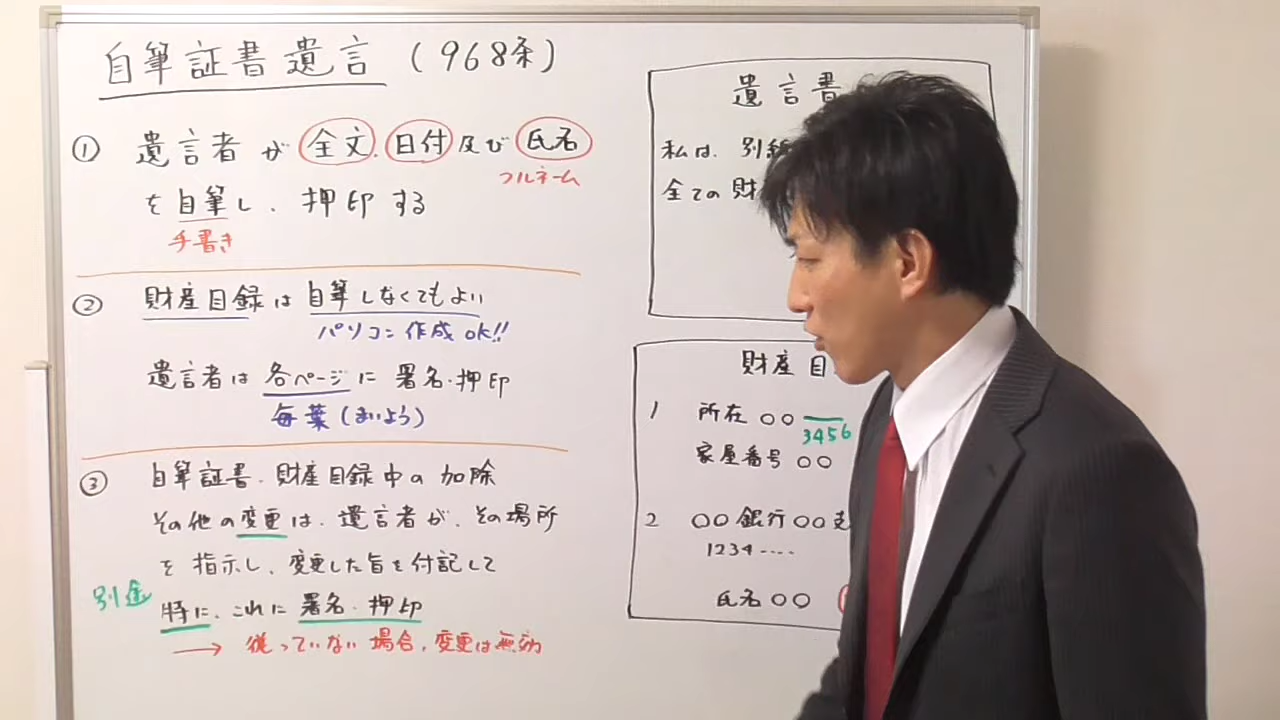 自筆証書遺言 (968条)
① 遺言者が全文、日付及び氏名
フルネーム
を自筆し、押印する
手書き
② 財産目録は自筆しなくてもよい
パソコン作成OK!!
遺言者は各ページに署名・押印
毎葉(まいよう)
③ 自筆証書、財産目録中の加除
その他の変更は、遺言者が、その場所
を指示し、変更した旨を付記して
別途
特に、これに署名・押印
→ 従っていない場合、変更は無効
遺言書
私は、別紙
全ての財
財産目
1 所在 ○○
3456
家屋番号 ○○
2 ○○銀行○○支
1234‥‥
氏名○○